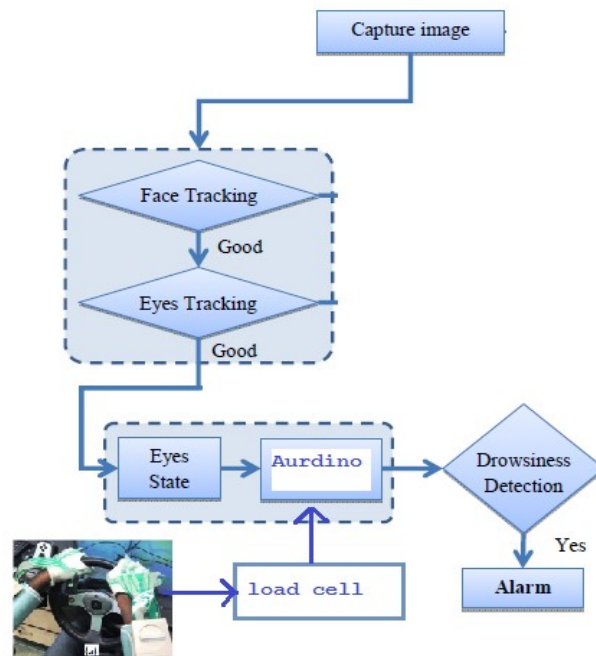 Capture image
Face Tracking
Good
Eyes Tracking
Good
Eyes
State
Aurdino
Drowsiness
Detection
Yes
load cell
Alarm